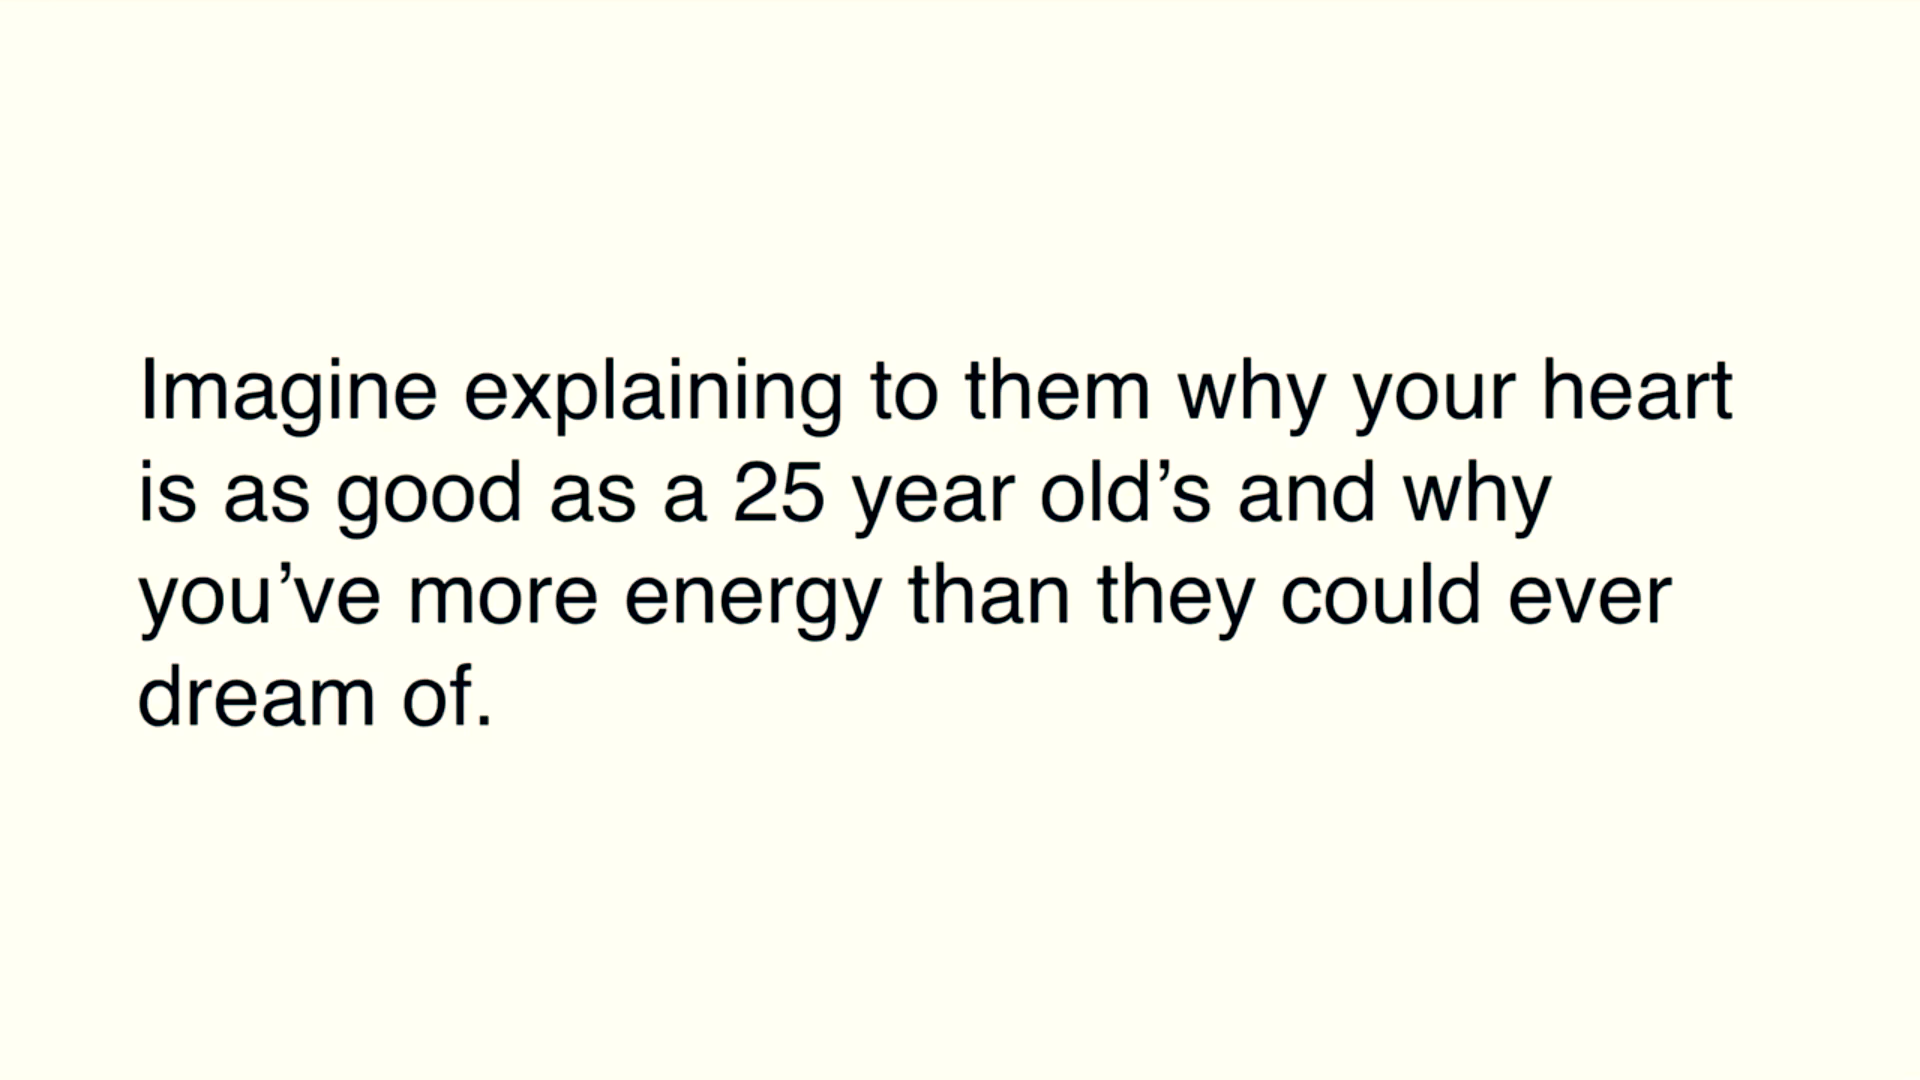 Imagine explaining to them why your heart
is as good as a 25 year old’s and why
you’ve more energy than they could ever
dream of.